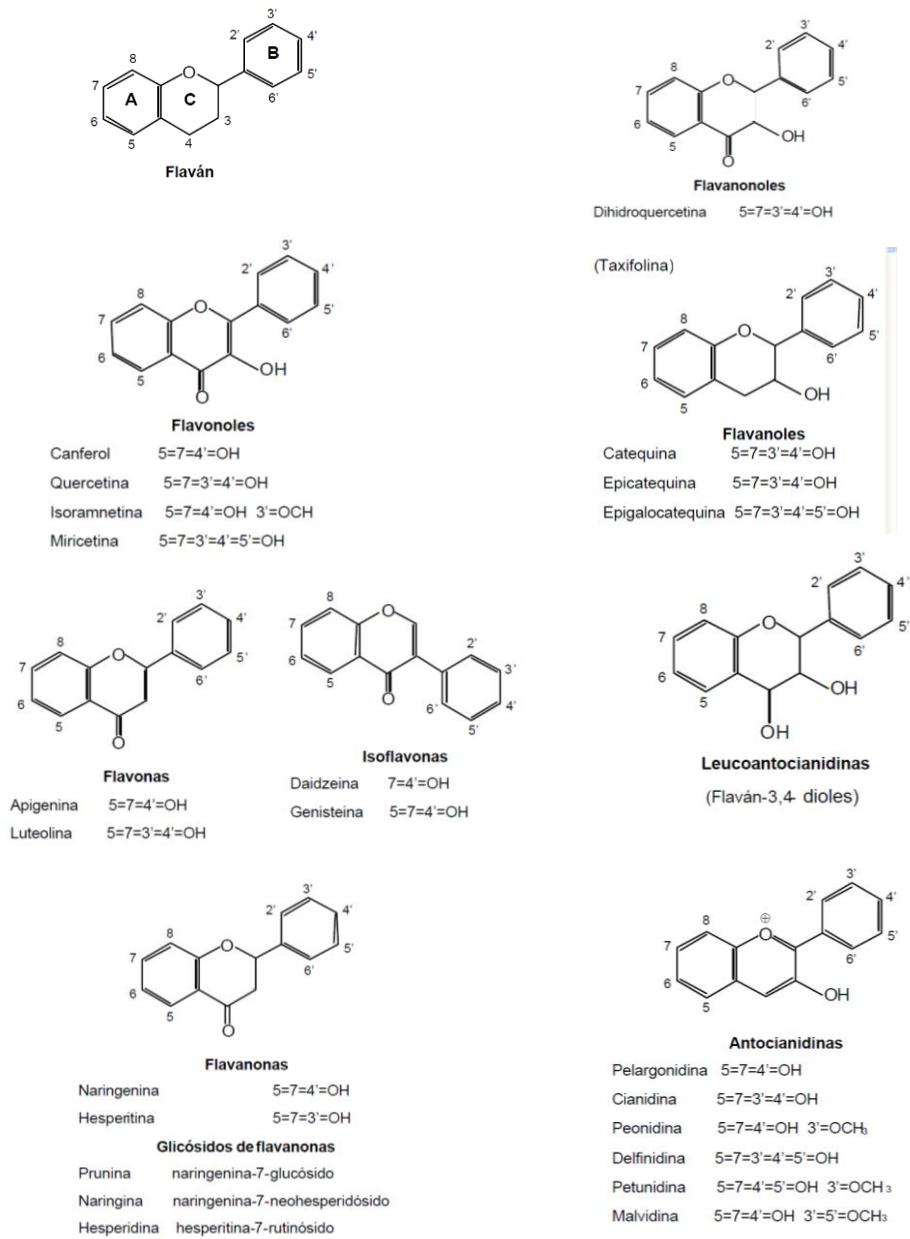 3’
2’
4’
B
8
O
5’
7
A
C
6’
6
3
5
4
Flaván
3’
2’
4’
8
O
5’
7
6’
6
OH
5
O
Flavanonoles
Dihidroquercetina 5=7=3’=4’=OH
(Taxifolina)
3’
2’
4’
8
O
5’
7
6’
6
5
OH
O
Flavonoles
Canferol 5=7=4’=OH
Quercetina 5=7=3’=4’=OH
Isoramnetina 5=7=4’=OH 3’=OCH
Miricetina 5=7=3’=4’=5’=OH
3’
2’
4’
8
O
5’
7
6’
6
5
OH
Flavanoles
Catequina 5=7=3’=4’=OH
Epicatequina 5=7=3’=4’=OH
Epigalocatequina 5=7=3’=4’=5’=OH
3’
2’
4’
8
O
5’
7
6’
6
5
O
Flavonas
Apigenina 5=7=4’=OH
Luteolina 5=7=3’=4’=OH
8
O
7
2’
6
3’
5
O
6’
4’
5’
Isoflavonas
Daidzeina 7=4’=OH
Genisteina 5=7=4’=OH
3’
2’
4’
8
O
5’
7
6’
6
5
OH
OH
Leucoantocianidinas
(Flaván-3,4- dioles)
3’
2’
4’
8
O
5’
7
6’
6
5
O
Flavanonas
Naringenina 5=7=4’=OH
Hesperitina 5=7=3’=OH
Glicósidos de flavanonas
Prunina naringenina-7-glucósido
Naringina naringenina-7-neohesperidósido
Hesperidina hesperitina-7-rutinósido
3’
2’
4’
⊕
8
O
5’
7
6’
6
5
OH
Antocianidinas
Pelargonidina 5=7=4’=OH
Cianidina 5=7=3’=4’=OH
Peonidina 5=7=4’=OH 3’=OCH₃
Delfinidina 5=7=3’=4’=5’=OH
Petunidina 5=7=4’=5’=OH 3’=OCH₃
Malvidina 5=7=4’=OH 3’=5’=OCH₃